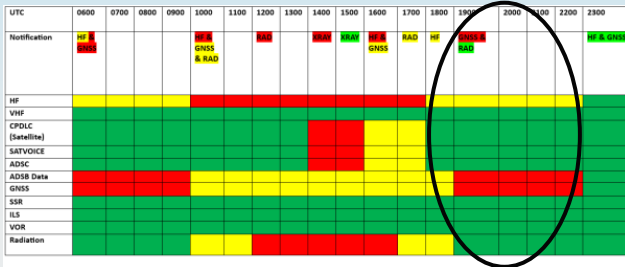 UTC 0600 0700 0800 0900 1000 1100 1200 1300 1400 1500 1600 1700 1800 1900 2000 2100 2200 2300
Notification HF & HF & RAD XRAY XRAY HF & RAD HF GNSS & HF & GNSS
GNSS GNSS GNSS RAD
& RAD
HF
VHF
CPDLC
(Satellite)
SATVOICE
ADSC
ADSB Data
GNSS
SSR
ILS
VOR
Radiation